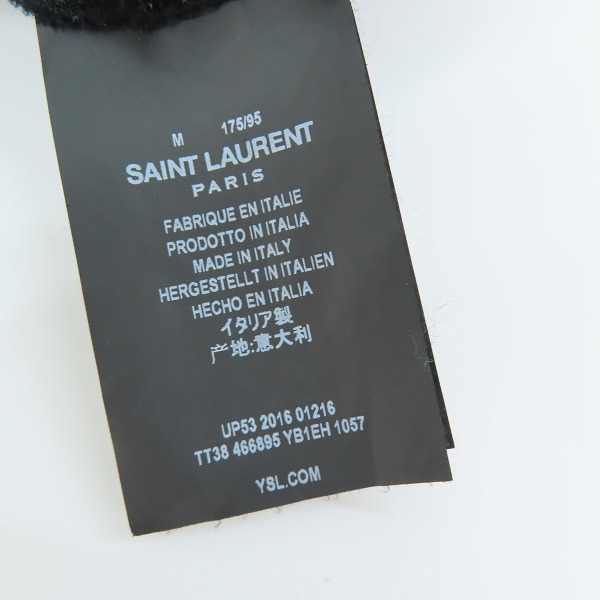 M 175/95
SAINT LAURENT
PARIS
FABRIQUE EN ITALIE
PRODOTTO IN ITALIA
MADE IN ITALY
HERGESTELLT IN ITALIEN
HECHO EN ITALIA
イタリア製
产地:意大利
UP53 2016 01216
TT38 466895 YB1EH 1057
YSL.COM